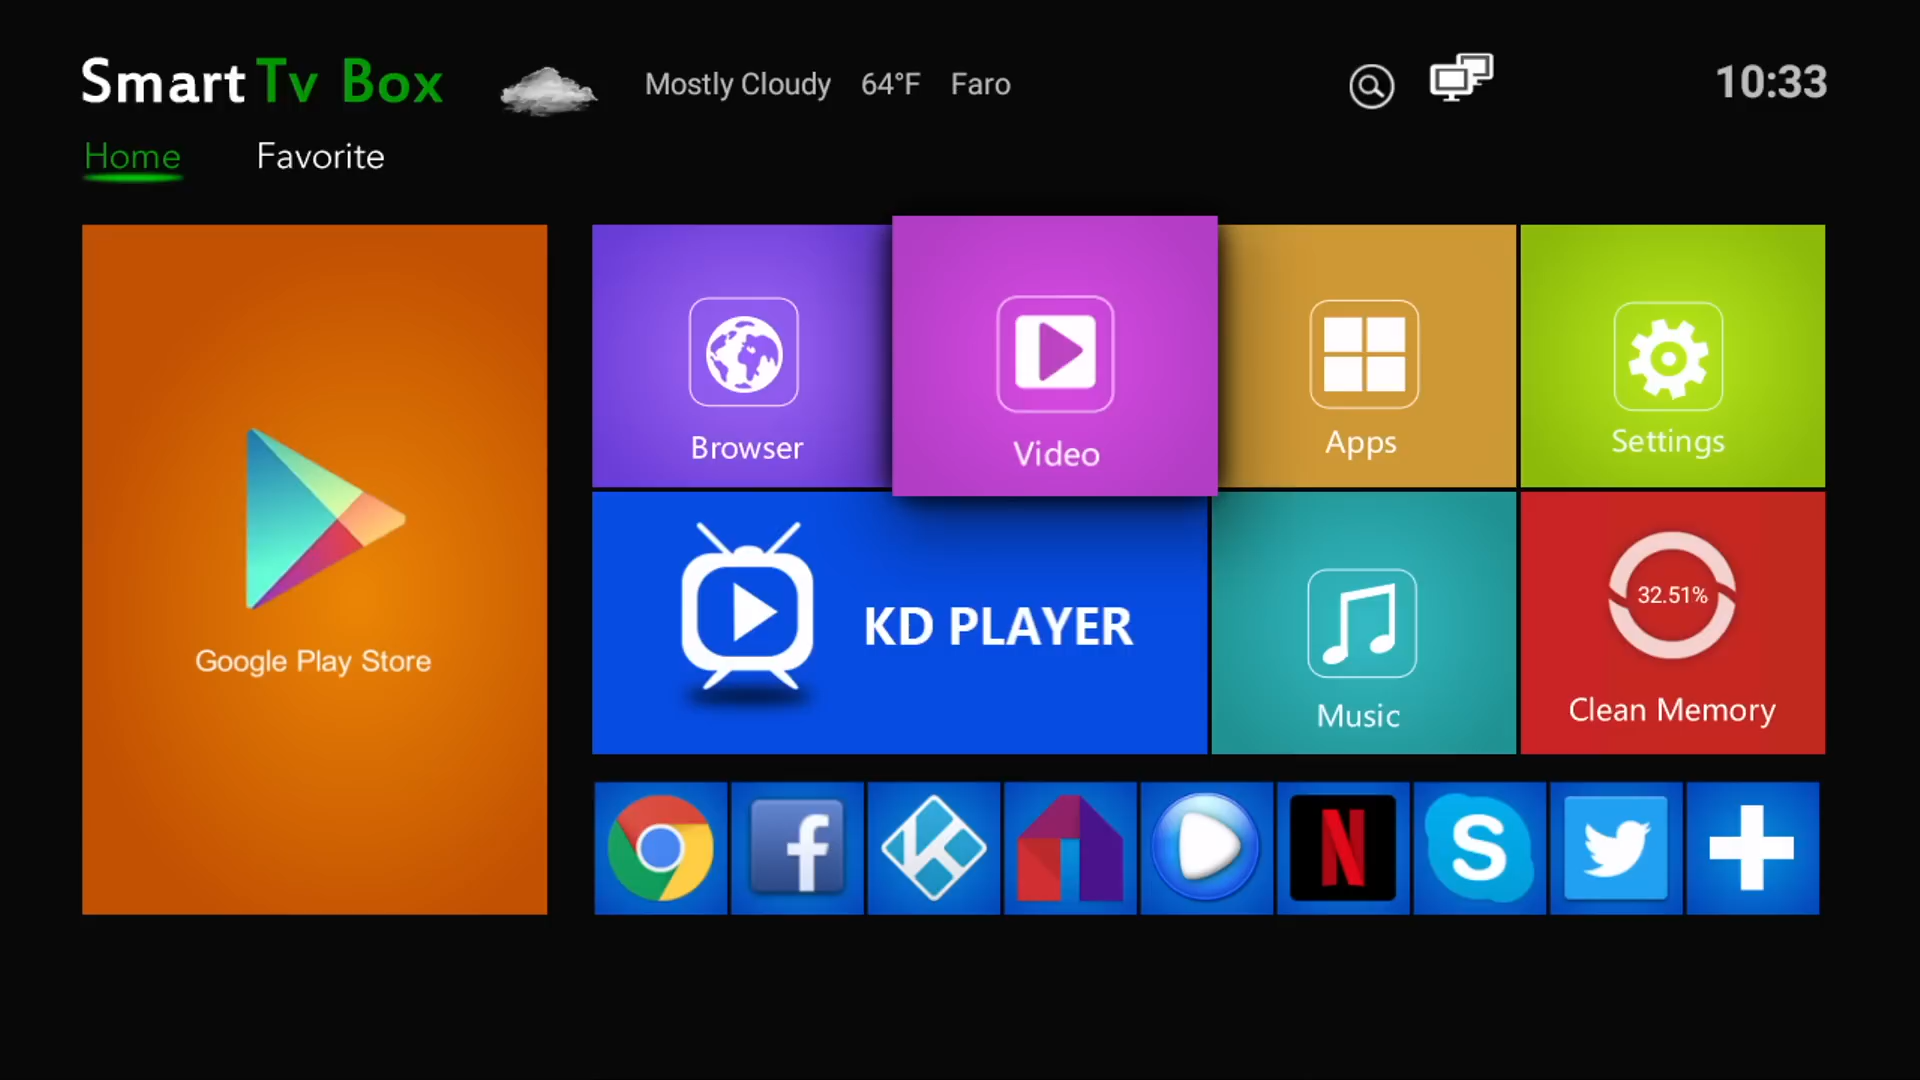 Smart Tv Box
Mostly Cloudy 64°F Faro
10:33
Home Favorite
Google Play Store
Browser
Video
Apps
Settings
KD PLAYER
Music
32.51%
Clean Memory
f
N
S